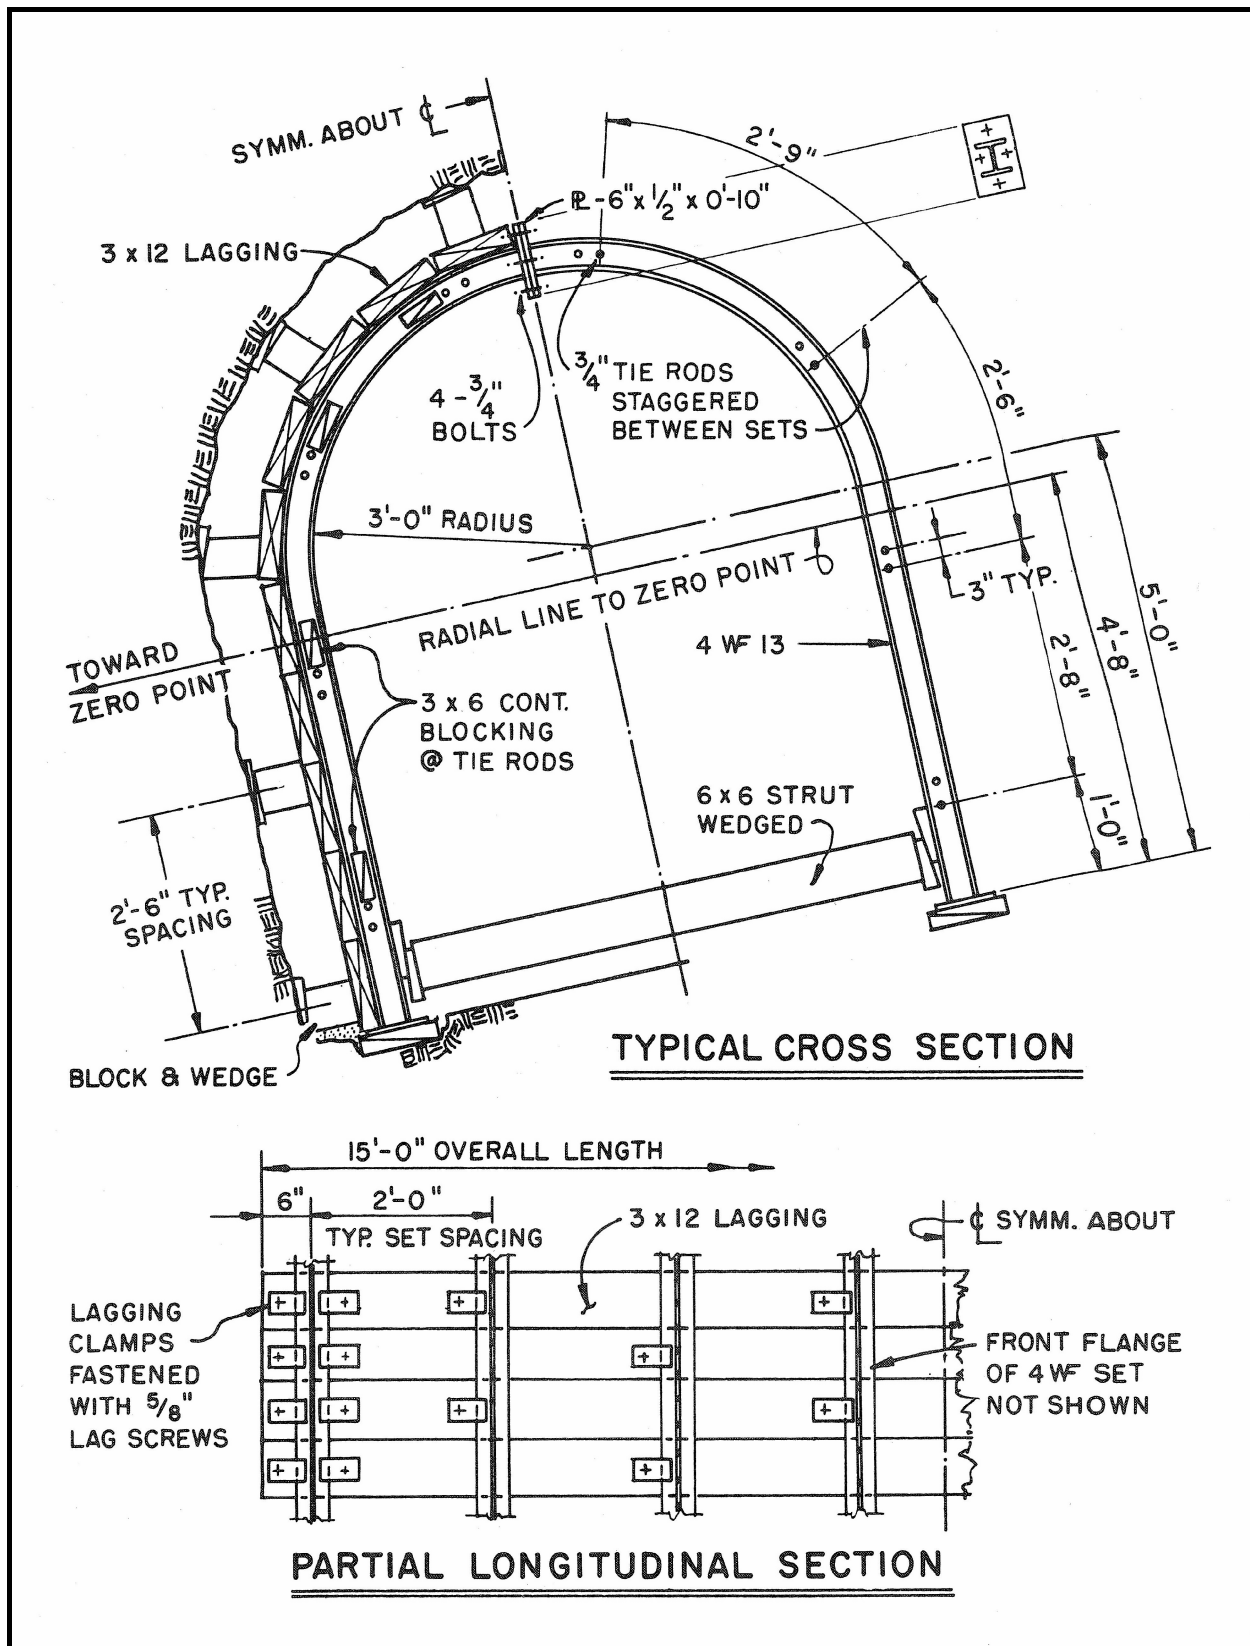 SYMM. ABOUT ℄
2'-9"
℄-6" x 1/2" x 0'-10"
3 x 12 LAGGING
3/4" TIE RODS
STAGGERED
BETWEEN SETS
4 - 3/4"
BOLTS
2'-6"
3'-0" RADIUS
RADIAL LINE TO ZERO POINT
3" TYP.
5'-0"
4'-8"
2'-8"
1'-0"
4 WF 13
TOWARD
ZERO POINT
3 x 6 CONT.
BLOCKING
@ TIE RODS
6 x 6 STRUT
WEDGED
2'-6" TYP.
SPACING
BLOCK & WEDGE
TYPICAL CROSS SECTION
15'-0" OVERALL LENGTH
6"
2'-0"
TYP. SET SPACING
3 x 12 LAGGING
℄ SYMM. ABOUT
LAGGING
CLAMPS
FASTENED
WITH 5/8"
LAG SCREWS
FRONT FLANGE
OF 4 WF SET
NOT SHOWN
PARTIAL LONGITUDINAL SECTION